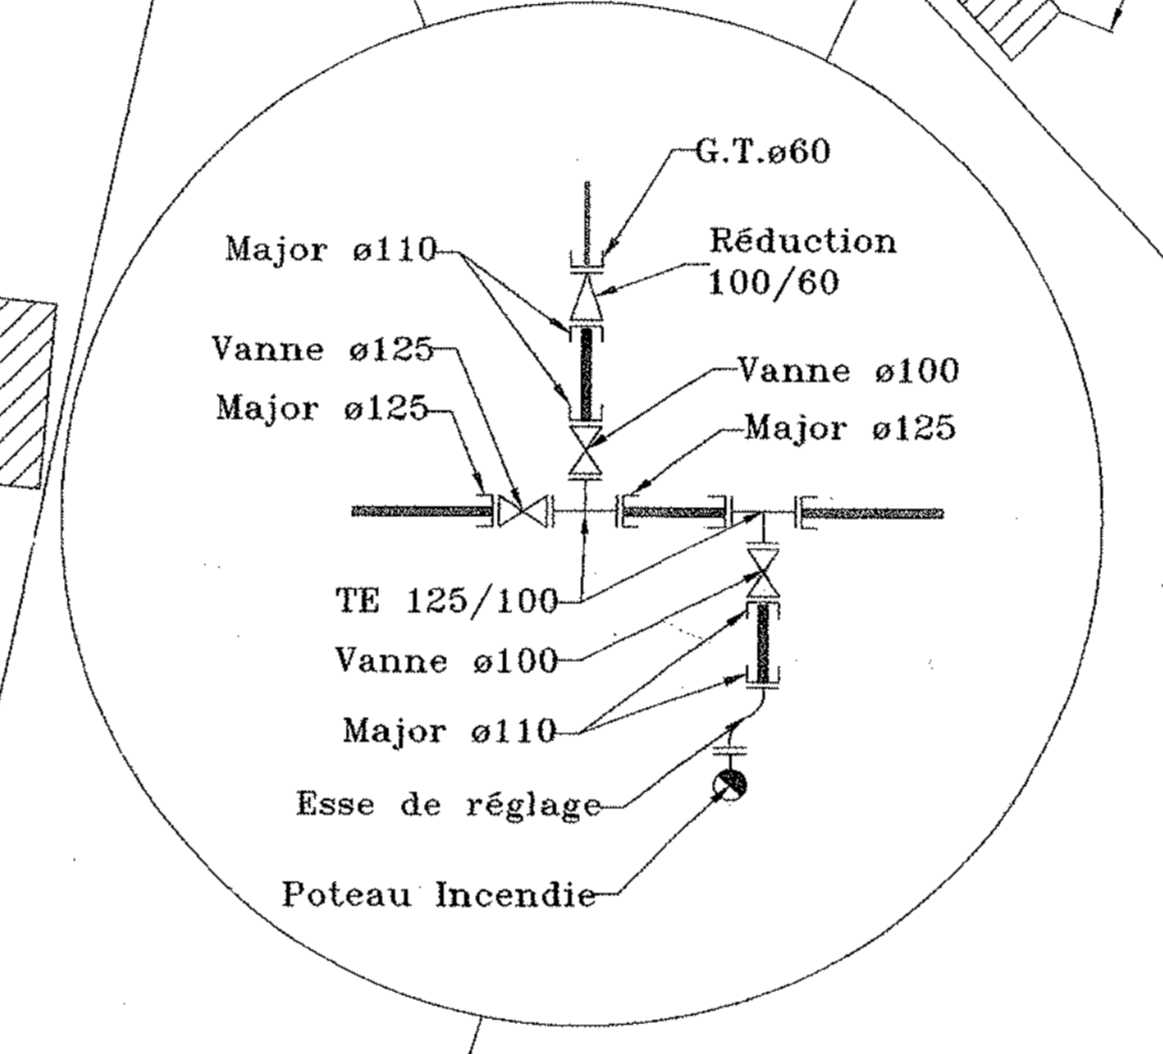 G.T.ø60
Major ø110
Réduction
100/60
Vanne ø125
Vanne ø100
Major ø125
Major ø125
TE 125/100
Vanne ø100
Major ø110
Esse de réglage
Poteau Incendie